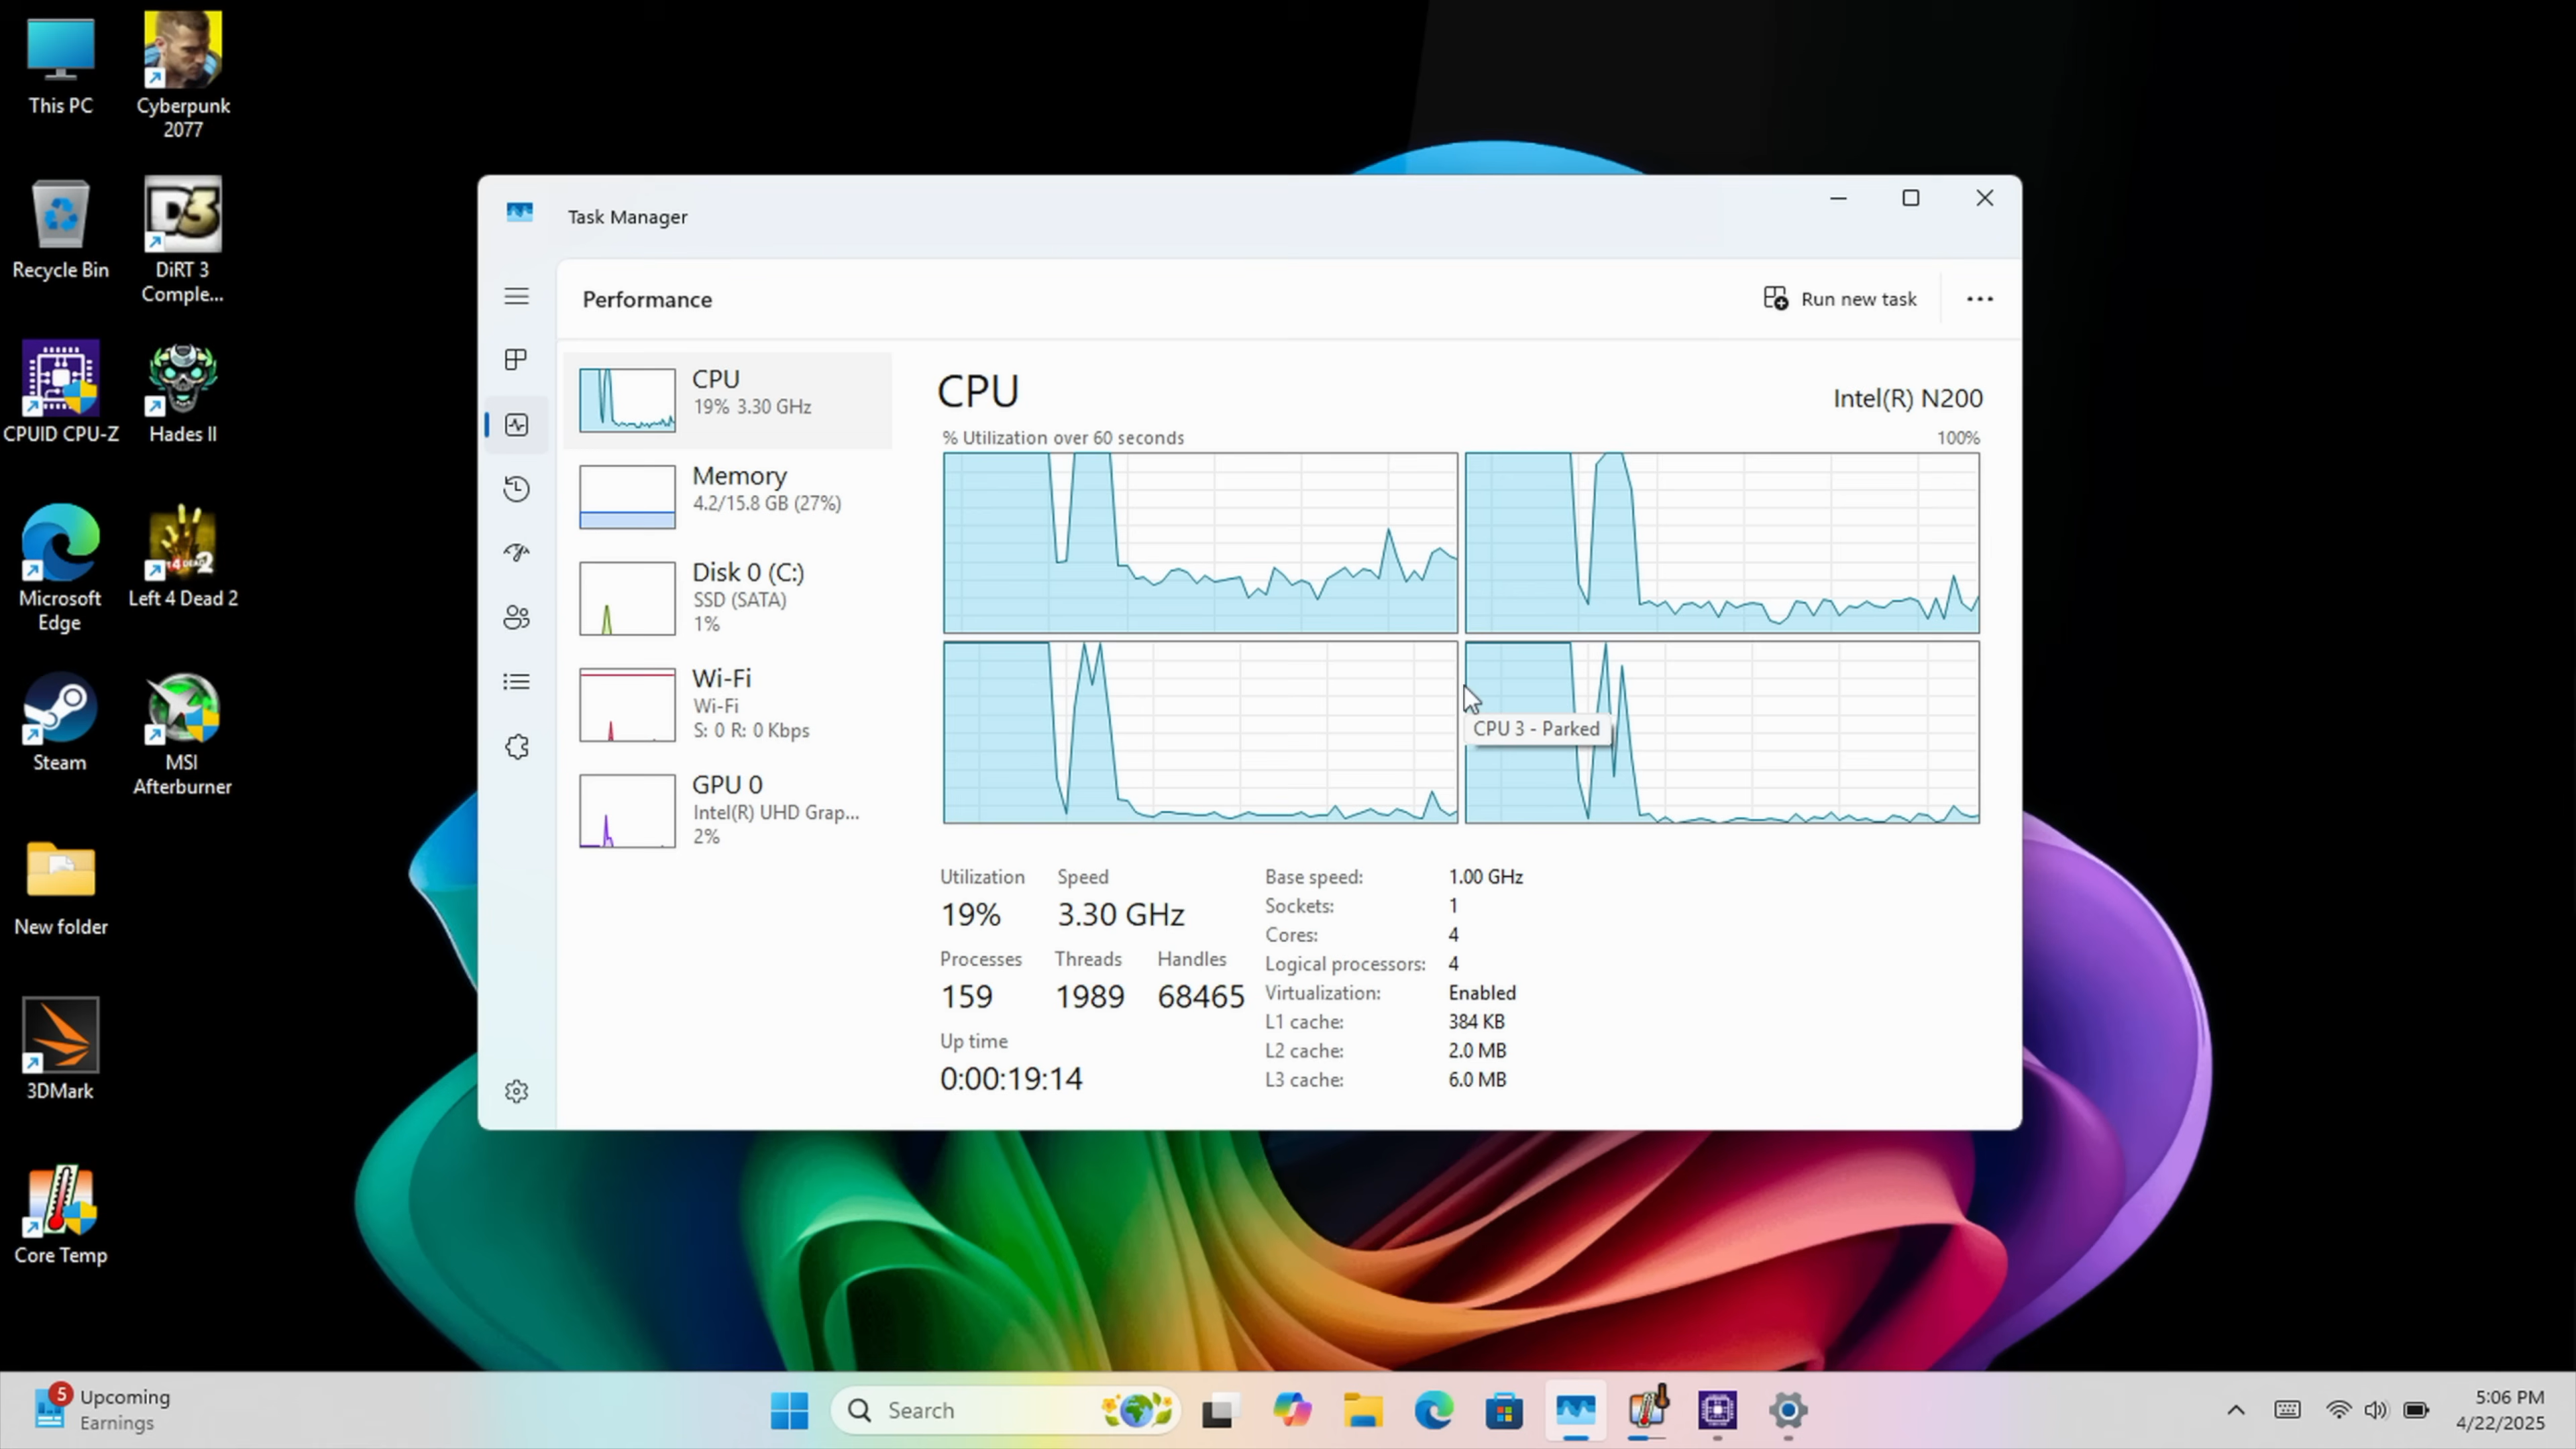 This PC
Cyberpunk
2077
Recycle Bin
DiRT 3
Comple...
CPUID CPU-Z
Hades II
Microsoft
Edge
Left 4 Dead 2
Steam
MSI
Afterburner
New folder
3DMark
Core Temp
Task Manager
Performance
Run new task
CPU
19% 3.30 GHz
Memory
4.2/15.8 GB (27%)
Disk 0 (C:)
SSD (SATA)
1%
Wi-Fi
Wi-Fi
S: 0 R: 0 Kbps
GPU 0
Intel(R) UHD Grap...
2%
CPU
Intel(R) N200
% Utilization over 60 seconds
100%
CPU 3 - Parked
Utilization
19%
Speed
3.30 GHz
Processes
159
Threads
1989
Handles
68465
Up time
0:00:19:14
Base speed: 1.00 GHz
Sockets: 1
Cores: 4
Logical processors: 4
Virtualization: Enabled
L1 cache: 384 KB
L2 cache: 2.0 MB
L3 cache: 6.0 MB
5
Upcoming
Earnings
Search
5:06 PM
4/22/2025